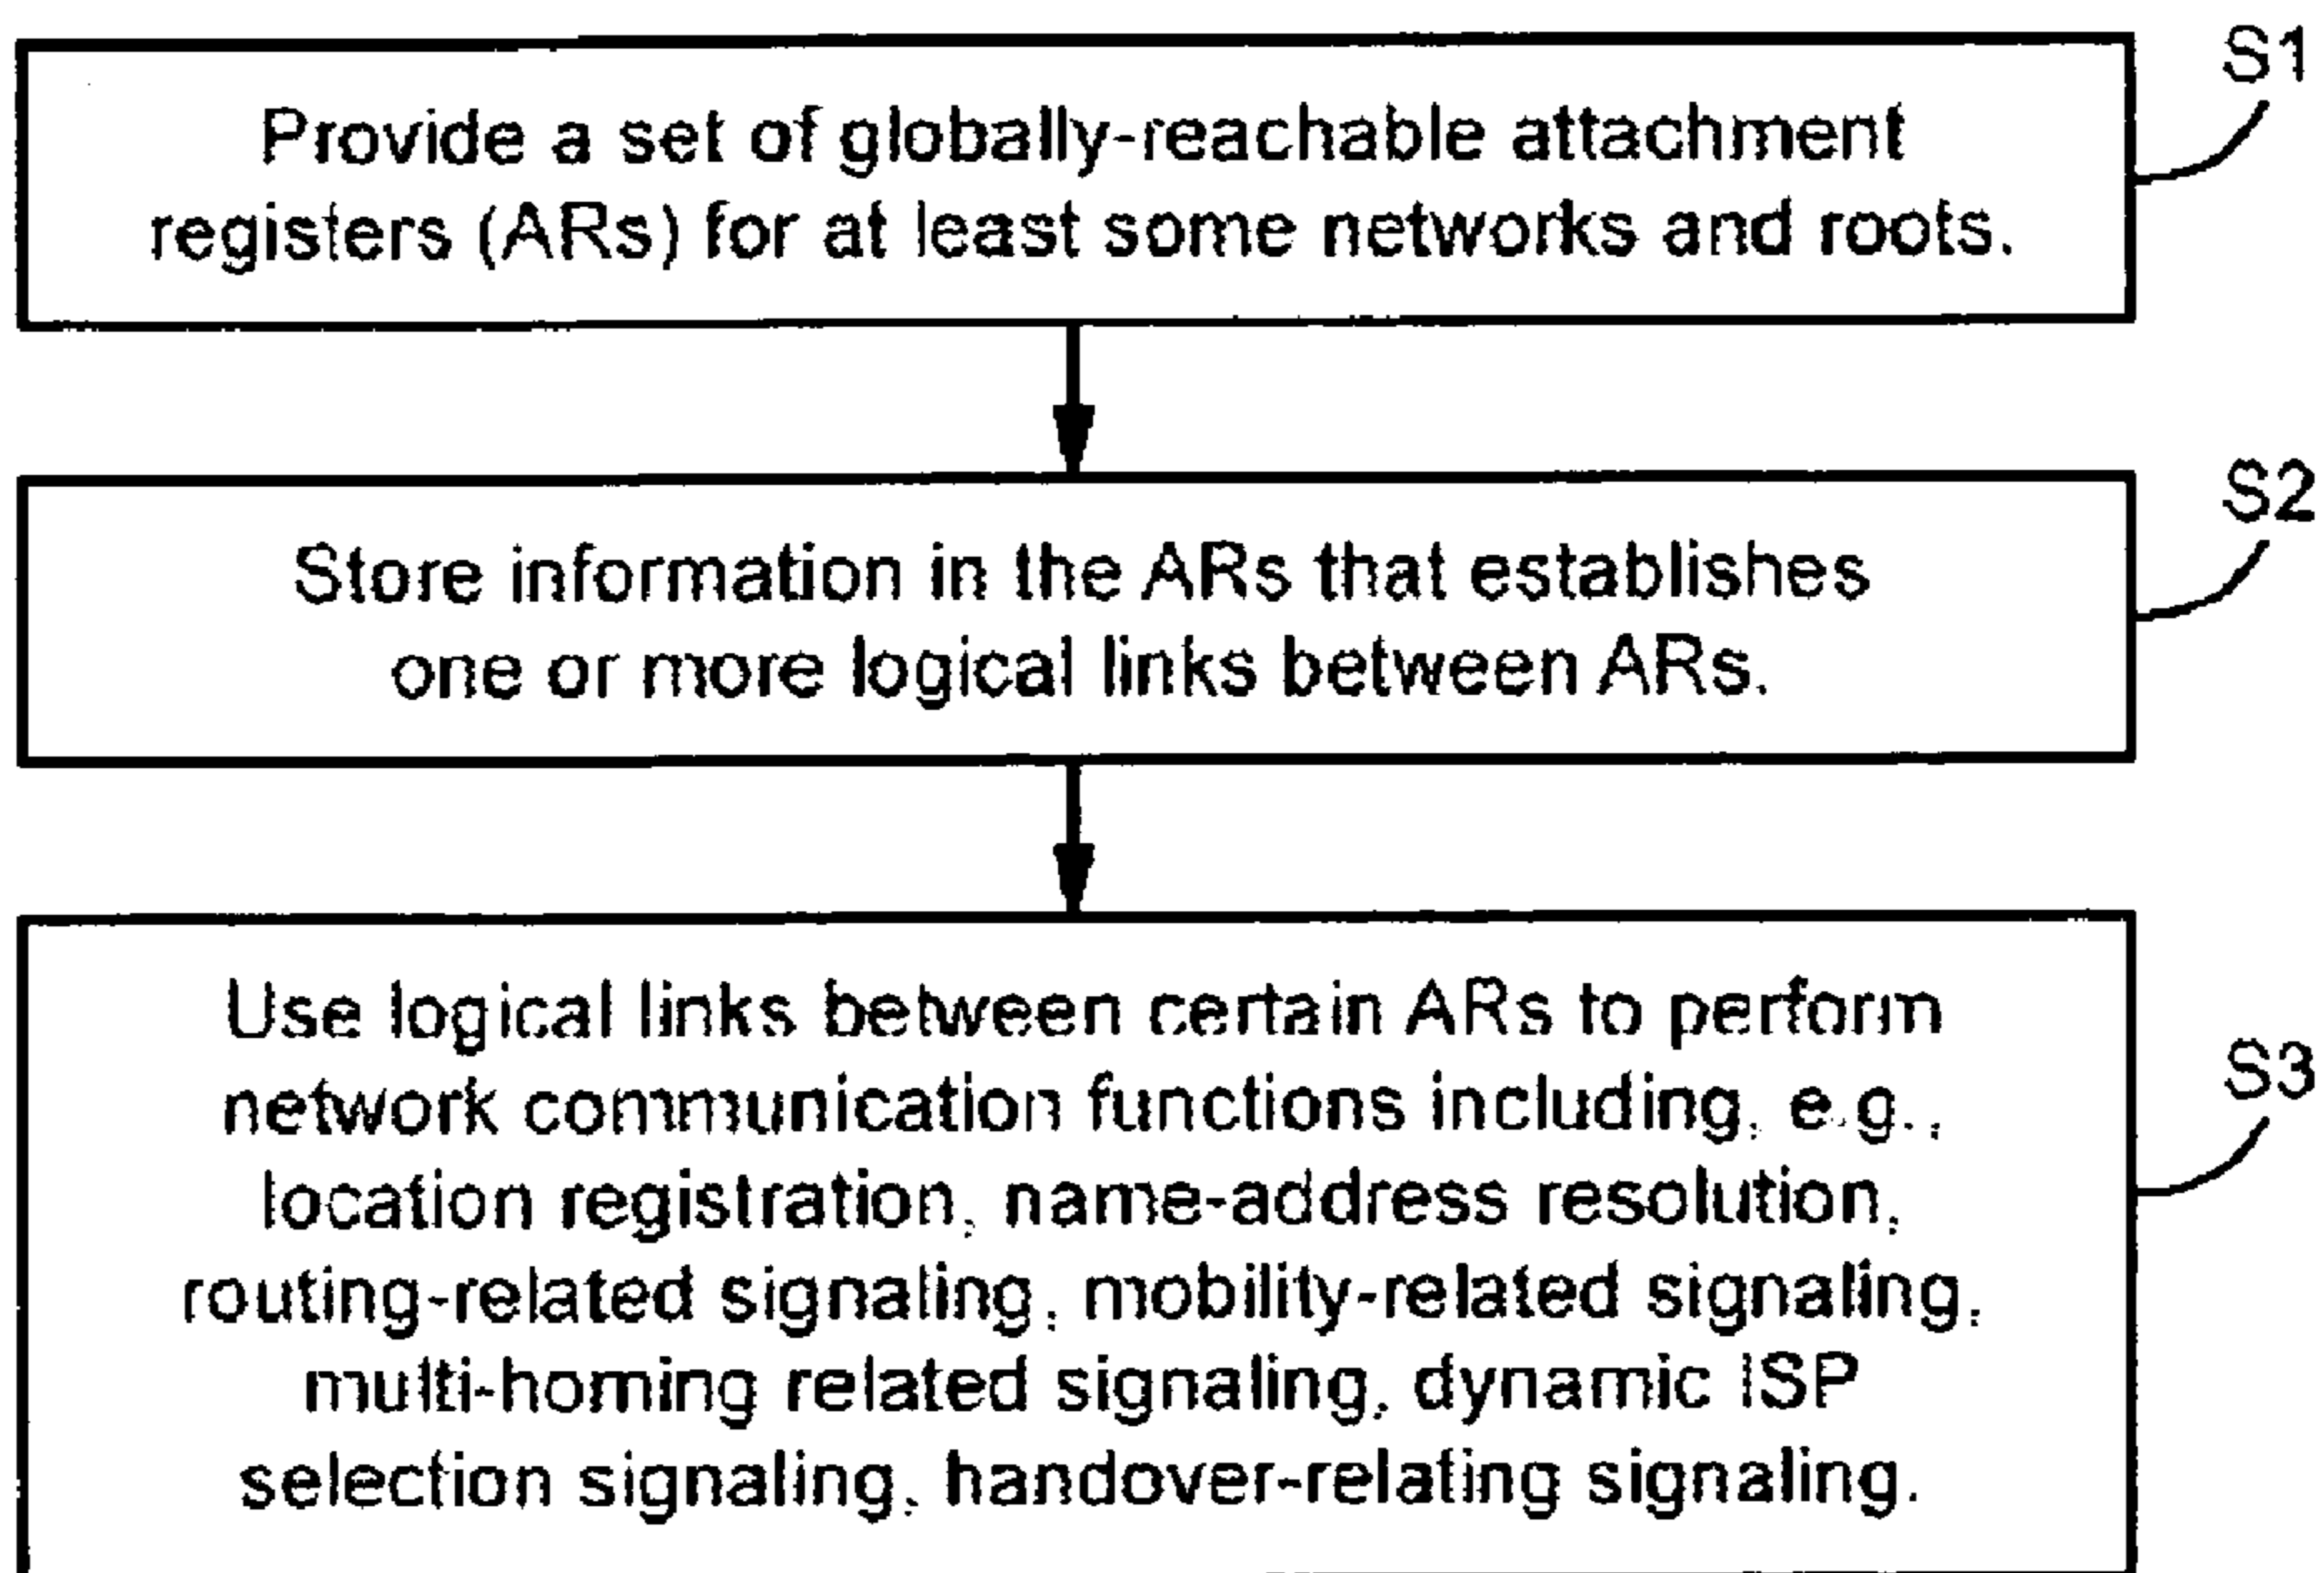 S1
Provide a set of globally-reachable attachment
registers (ARs) for at least some networks and roots.
S2
Store information in the ARs that establishes
one or more logical links between ARs.
Use logical links between certain ARs to perform
network communication functions including, e.g.,
S3
location registration, name-address resolution,
routing-related signaling, mobility-related signaling,
multi-homing related signaling, dynamic ISP
selection signaling, handover-relating signaling.